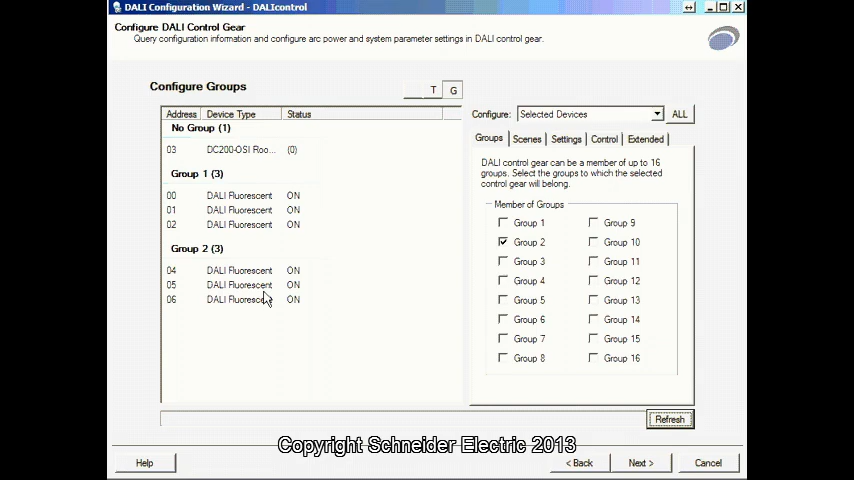 DALI Configuration Wizard - DALIcontrol
Configure DALI Control Gear
Query configuration information and configure arc power and system parameter settings in DALI control gear.
Configure Groups
T
G
Address Device Type Status
No Group (1)
03 DC200-OSI Roo... (0)
Group 1 (3)
00 DALI Fluorescent ON
01 DALI Fluorescent ON
02 DALI Fluorescent ON
Group 2 (3)
04 DALI Fluorescent ON
05 DALI Fluorescent ON
06 DALI Fluorescent ON
Configure: Selected Devices ALL
Groups Scenes Settings Control Extended
DALI control gear can be a member of up to 16
groups. Select the groups to which the selected
control gear will belong.
Member of Groups
Group 1 Group 9
Group 2 Group 10
Group 3 Group 11
Group 4 Group 12
Group 5 Group 13
Group 6 Group 14
Group 7 Group 15
Group 8 Group 16
Refresh
Copyright Schneider Electric 2013
Help < Back Next > Cancel